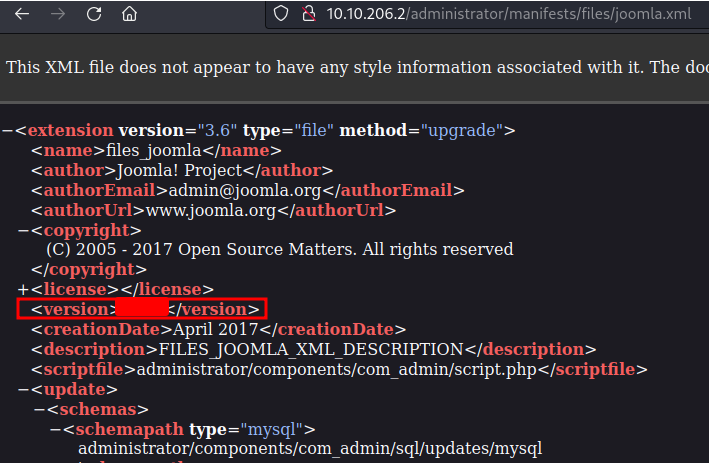 10.10.206.2/administrator/manifests/files/joomla.xml
This XML file does not appear to have any style information associated with it. The doc
−<extension version="3.6" type="file" method="upgrade">
<name>files_joomla</name>
<author>Joomla! Project</author>
<authorEmail>admin@joomla.org</authorEmail>
<authorUrl>www.joomla.org</authorUrl>
−<copyright>
(C) 2005 - 2017 Open Source Matters. All rights reserved
</copyright>
+<license></license>
<version></version>
<creationDate>April 2017</creationDate>
<description>FILES_JOOMLA_XML_DESCRIPTION</description>
<scriptfile>administrator/components/com_admin/script.php</scriptfile>
−<update>
−<schemas>
−<schemapath type="mysql">
administrator/components/com_admin/sql/updates/mysql